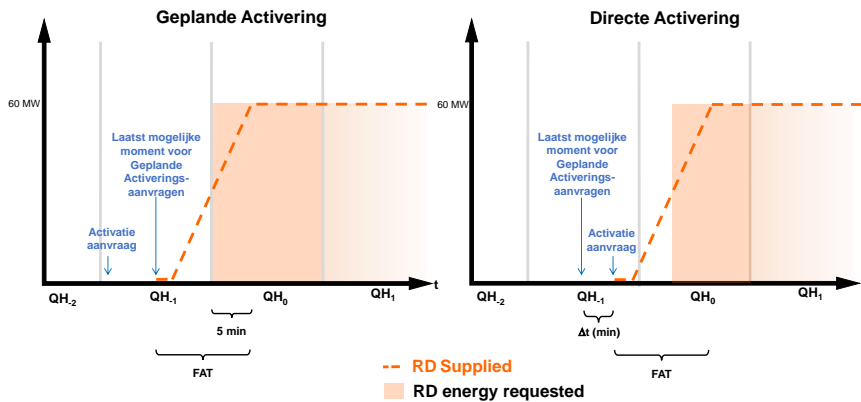 Geplande Activering
60 MW
Laatst mogelijke
moment voor
Geplande
Activerings-
aanvragen
Activatie
aanvraag
t
QH-2
QH-1
QH0
QH1
5 min
FAT
Directe Activering
60 MW
Laatst mogelijke
moment voor
Geplande
Activerings-
aanvragen
Activatie
aanvraag
QH-2
QH-1
QH0
QH1
Δt (min)
FAT
RD Supplied
RD energy requested